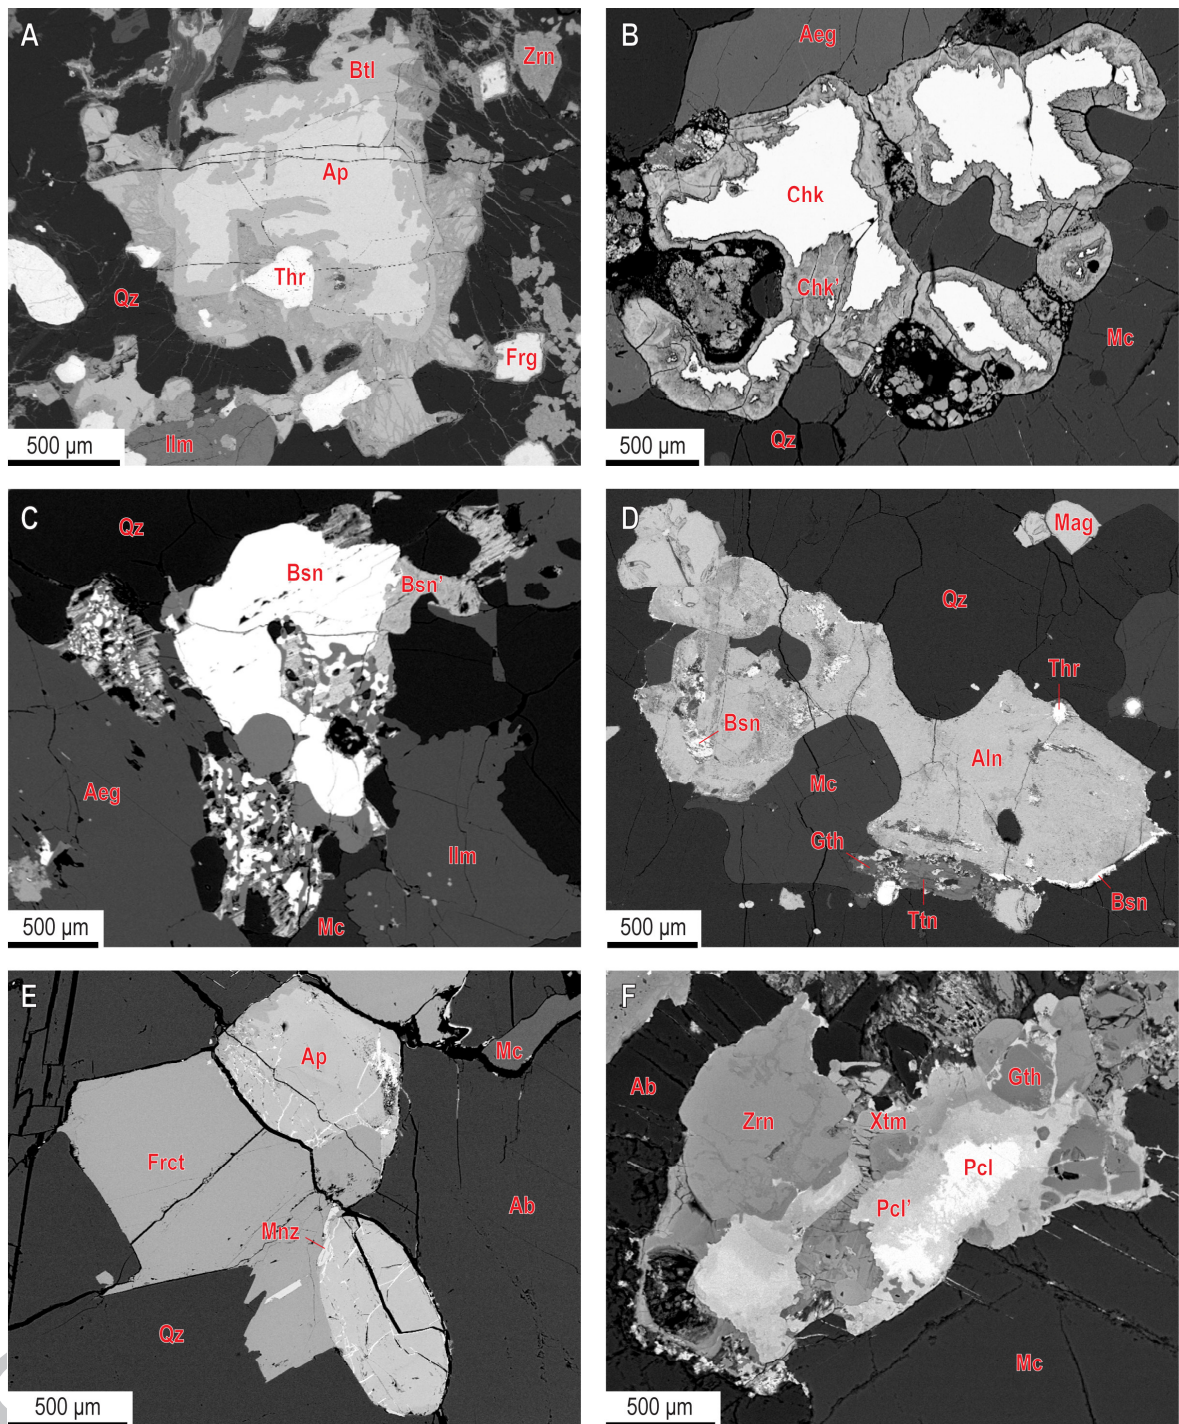 A
Btl
Zrn
Ap
Thr
Qz
Frg
Ilm
500 µm
B
Aeg
Chk
Chk'
Mc
Qz
500 µm
C
Qz
Bsn
Bsn'
Aeg
Ilm
Mc
500 µm
D
Mag
Qz
Thr
Bsn
Aln
Mc
Gth
Bsn
Ttn
500 µm
E
Ap
Mc
Frct
Ab
Mnz
Qz
500 µm
F
Ab
Gth
Zrn
Xtm
Pcl
Pcl'
Mc
500 µm